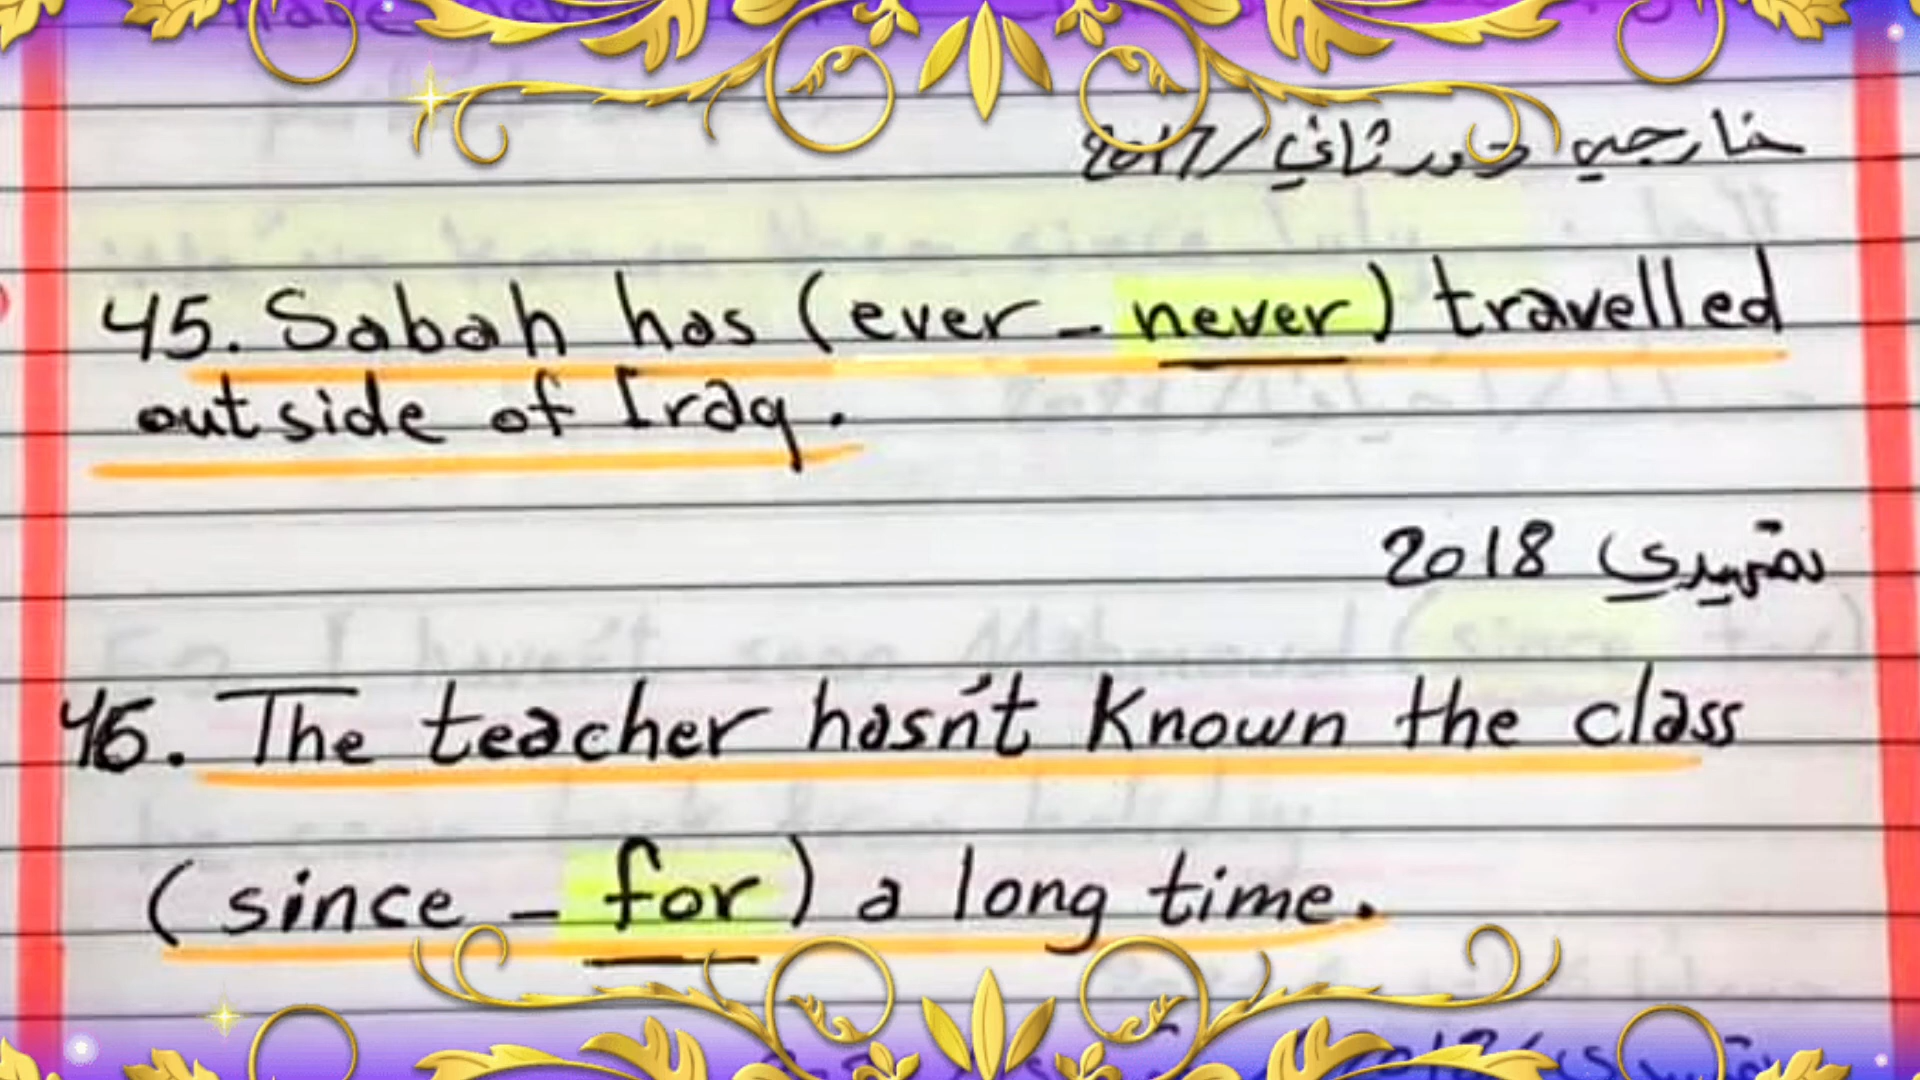 خارجي دور ثاني /2017
45. Sabah has (ever - never) travelled
outside of Iraq.
تمهيدي 2018
46. The teacher hasn't Known the class
(since - for) a long time.